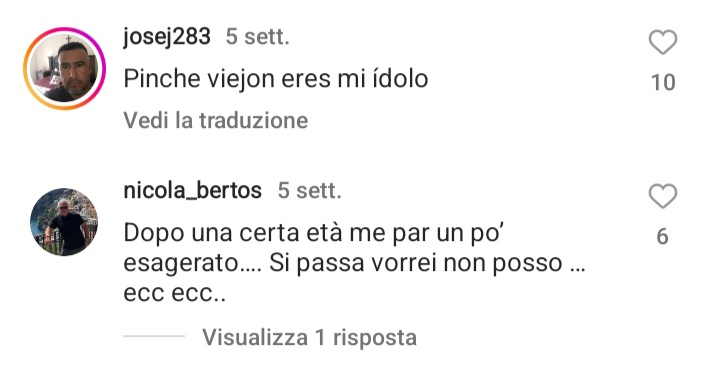 josej283 5 sett.
Pinche viejon eres mi ídolo
10
Vedi la traduzione
nicola_bertos 5 sett.
Dopo una certa età me par un po’
esagerato.... Si passa vorrei non posso ...
ecc ecc..
6
Visualizza 1 risposta